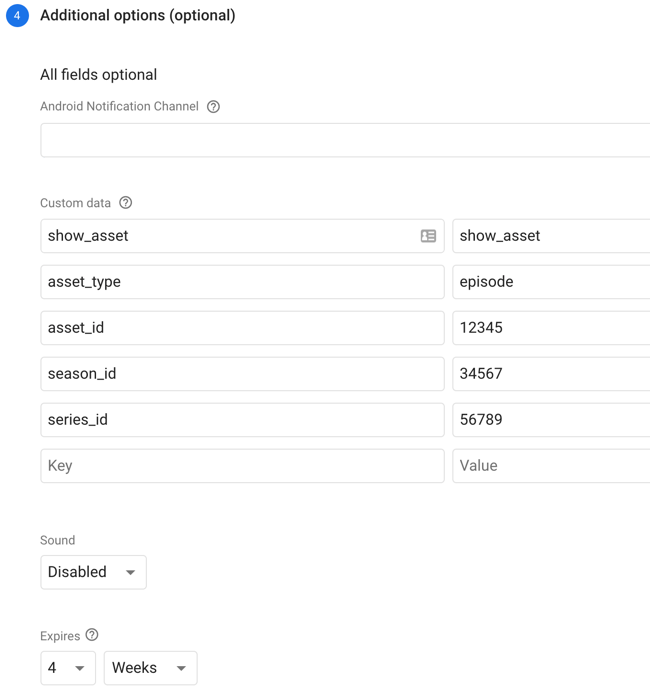 4 Additional options (optional)
All fields optional
Android Notification Channel ?
Custom data ?
show_asset show_asset
asset_type episode
asset_id 12345
season_id 34567
series_id 56789
Key Value
Sound
Disabled
Expires ?
4 Weeks